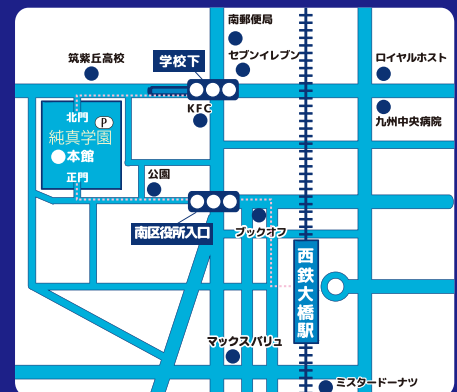 南郵便局
セブンイレブン
筑紫丘高校
学校下
ロイヤルホスト
KFC
北門
P
純真学園
本館
正門
九州中央病院
公園
南区役所入口
ブックオフ
西鉄大橋駅
マックスバリュ
ミスタードーナツ